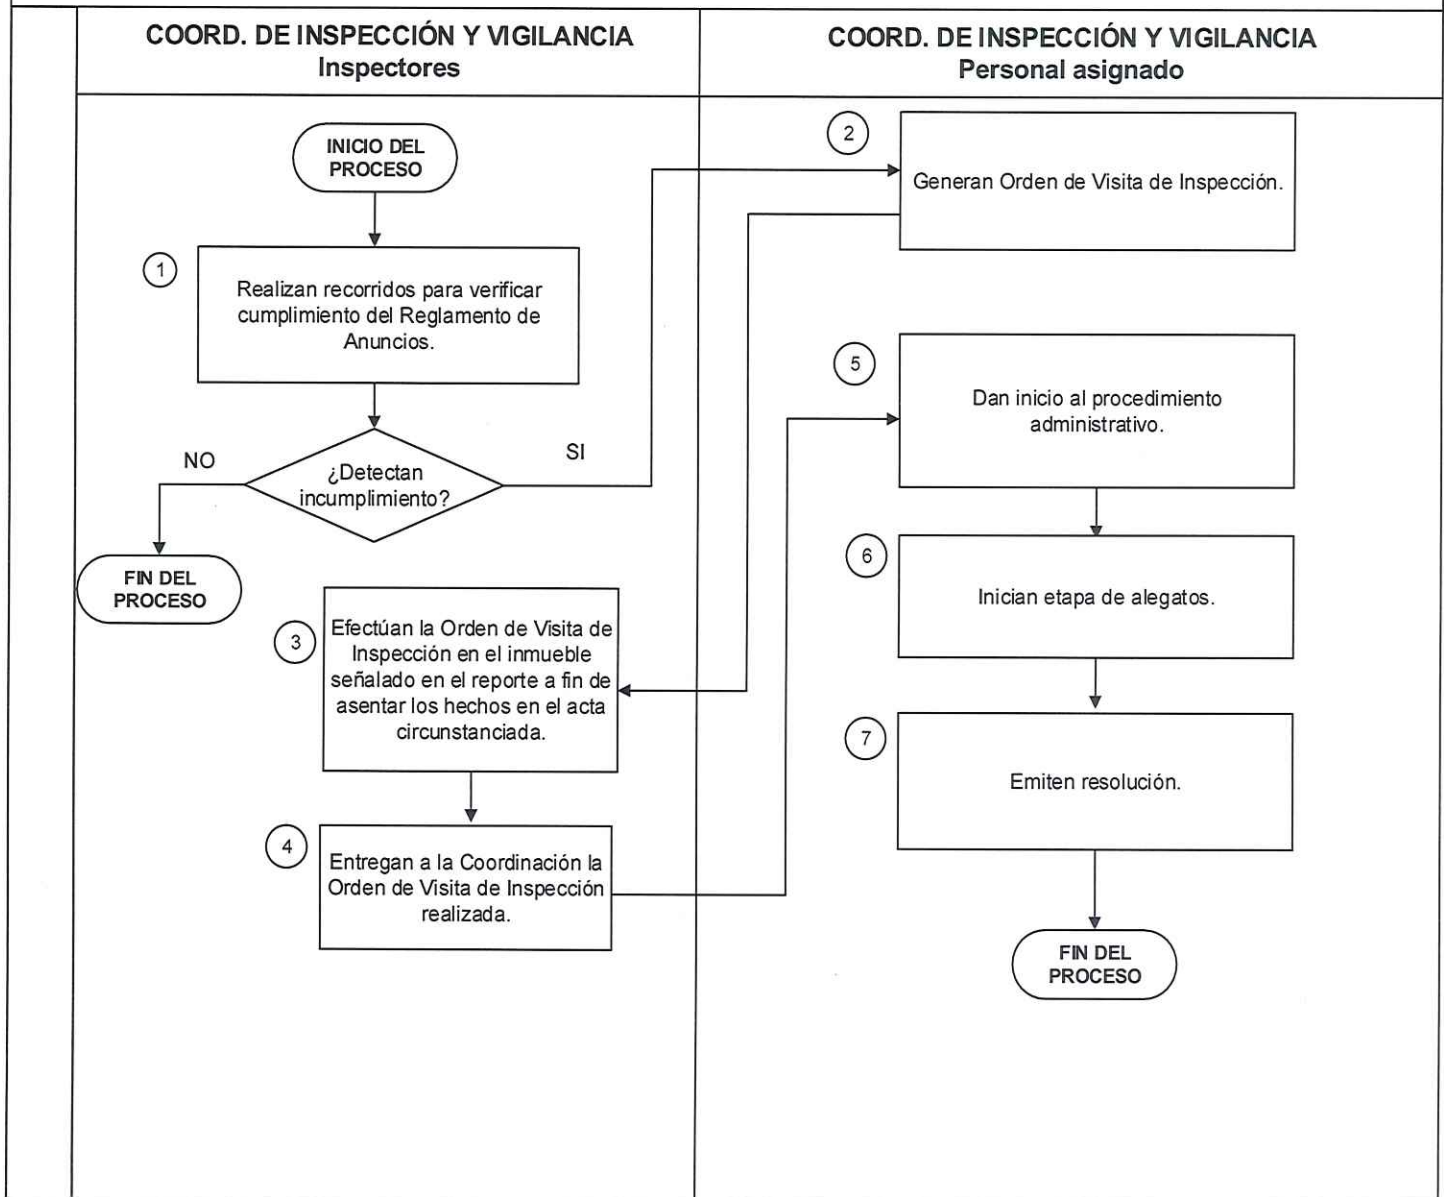 COORD. DE INSPECCIÓN Y VIGILANCIA
Inspectores
COORD. DE INSPECCIÓN Y VIGILANCIA
Personal asignado
INICIO DEL
PROCESO
1
Realizan recorridos para verificar
cumplimiento del Reglamento de
Anuncios.
¿Detectan
incumplimiento?
NO
SI
FIN DEL
PROCESO
2
Generan Orden de Visita de Inspección.
3
Efectúan la Orden de Visita de
Inspección en el inmueble
señalado en el reporte a fin de
asentar los hechos en el acta
circunstanciada.
4
Entregan a la Coordinación la
Orden de Visita de Inspección
realizada.
5
Dan inicio al procedimiento
administrativo.
6
Inician etapa de alegatos.
7
Emiten resolución.
FIN DEL
PROCESO